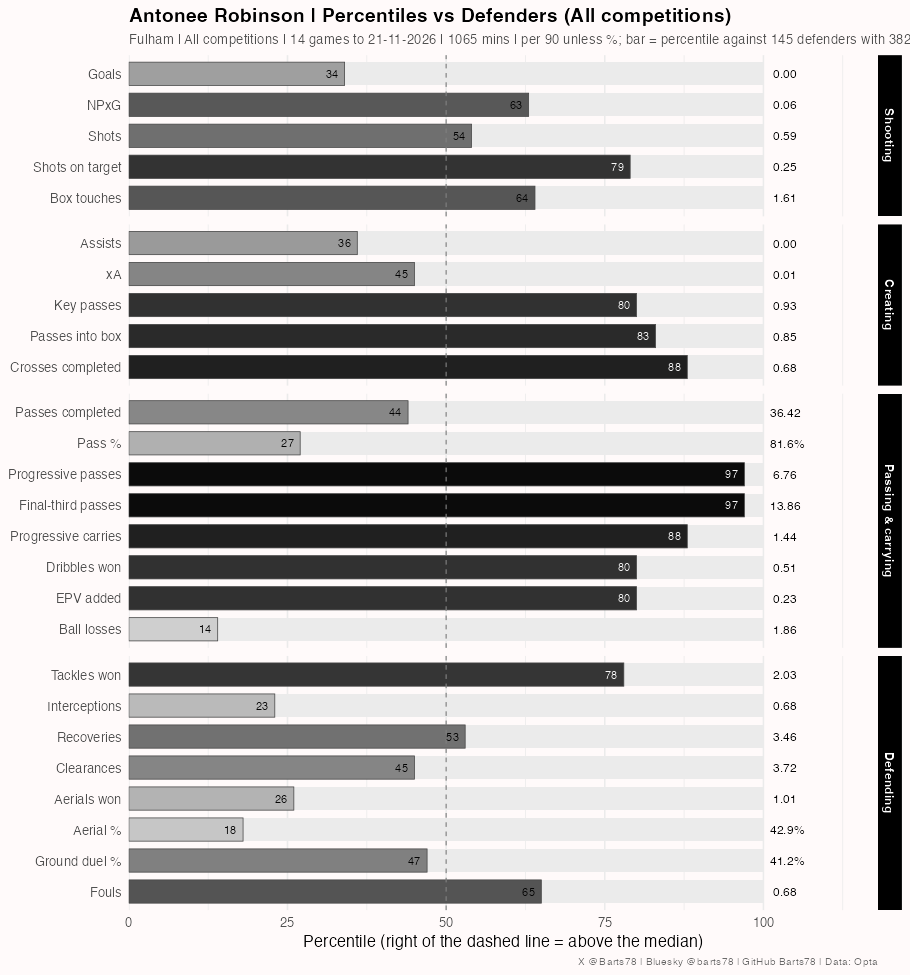 Antonee Robinson | Percentiles vs Defenders (All competitions)
Fulham | All competitions | 14 games to 21-11-2026 | 1065 mins | per 90 unless %; bar = percentile against 145 defenders with 382
Goals 34 0.00
NPxG 63 0.06
Shots 54 0.59
Shots on target 79 0.25
Box touches 64 1.61
Shooting
Assists 36 0.00
xA 45 0.01
Key passes 80 0.93
Passes into box 83 0.85
Crosses completed 88 0.68
Creating
Passes completed 44 36.42
Pass % 27 81.6%
Progressive passes 97 6.76
Final-third passes 97 13.86
Progressive carries 88 1.44
Dribbles won 80 0.51
EPV added 80 0.23
Ball losses 14 1.86
Passing & carrying
Tackles won 78 2.03
Interceptions 23 0.68
Recoveries 53 3.46
Clearances 45 3.72
Aerials won 26 1.01
Aerial % 18 42.9%
Ground duel % 47 41.2%
Fouls 65 0.68
Defending
0 25 50 75 100
Percentile (right of the dashed line = above the median)
X @Barts78 | Bluesky @barts78 | GitHub Barts78 | Data: Opta